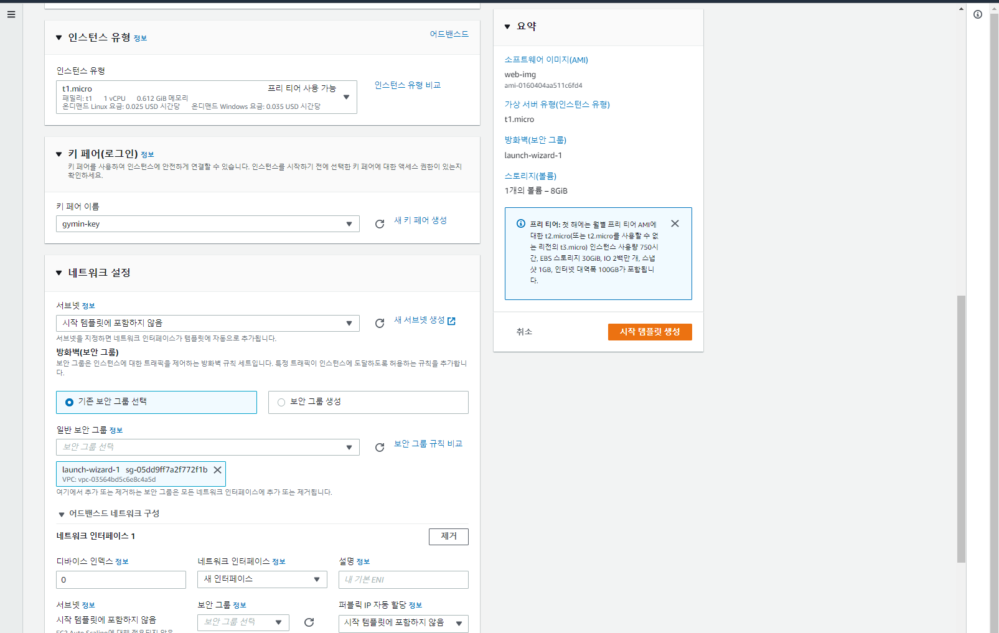 인스턴스 유형 정보
어드밴스드
인스턴스 유형
t1.micro 프리 티어 사용 가능
패밀리: t1 1 vCPU 0.612 GiB 메모리
온디맨드 Linux 요금: 0.025 USD 시간당 온디맨드 Windows 요금: 0.035 USD 시간당
인스턴스 유형 비교
키 페어(로그인) 정보
키 페어를 사용하여 인스턴스에 안전하게 연결할 수 있습니다. 인스턴스를 시작하기 전에 선택한 키 페어에 대한 액세스 권한이 있는지
확인하세요.
키 페어 이름
gymin-key
새 키 페어 생성
네트워크 설정
서브넷 정보
시작 템플릿에 포함하지 않음
새 서브넷 생성
서브넷을 지정하면 네트워크 인터페이스가 템플릿에 자동으로 추가됩니다.
방화벽(보안 그룹)
보안 그룹은 인스턴스에 대한 트래픽을 제어하는 방화벽 규칙 세트입니다. 특정 트래픽이 인스턴스에 도달하도록 허용하는 규칙을 추가합니
다.
기존 보안 그룹 선택
보안 그룹 생성
일반 보안 그룹 정보
보안 그룹 선택
보안 그룹 규칙 비교
launch-wizard-1 sg-05dd9ff7a2f772f1b
VPC: vpc-03564bd5c6e8c4a5d
여기에서 추가 또는 제거하는 보안 그룹은 모든 네트워크 인터페이스에 추가 또는 제거됩니다.
어드밴스드 네트워크 구성
네트워크 인터페이스 1
제거
디바이스 인덱스 정보
네트워크 인터페이스 정보
설명 정보
0
새 인터페이스
내 기본 ENI
서브넷 정보
보안 그룹 정보
퍼블릭 IP 자동 할당 정보
시작 템플릿에 포함하지 않음
보안 그룹 선택
시작 템플릿에 포함하지 않음
EC2 Auto Scaling에 대해 적용되지 않음
요약
소프트웨어 이미지(AMI)
web-img
ami-0160404aa511c6fd4
가상 서버 유형(인스턴스 유형)
t1.micro
방화벽(보안 그룹)
launch-wizard-1
스토리지(볼륨)
1개의 볼륨 – 8GiB
프리 티어: 첫 해에는 월별 프리 티어 AMI에
대한 t2.micro(또는 t2.micro를 사용할 수 없
는 리전의 t3.micro) 인스턴스 사용량 750시
간, EBS 스토리지 30GiB, IO 2백만 개, 스냅
샷 1GB, 인터넷 대역폭 100GB가 포함됩니
다.
취소
시작 템플릿 생성